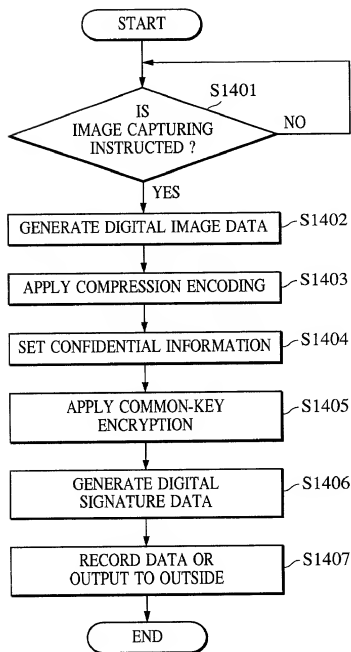 START
S1401
IS
IMAGE CAPTURING
INSTRUCTED ?
NO
YES
GENERATE DIGITAL IMAGE DATA
S1402
APPLY COMPRESSION ENCODING
S1403
SET CONFIDENTIAL INFORMATION
S1404
APPLY COMMON-KEY
ENCRYPTION
S1405
GENERATE DIGITAL
SIGNATURE DATA
S1406
RECORD DATA OR
OUTPUT TO OUTSIDE
S1407
END